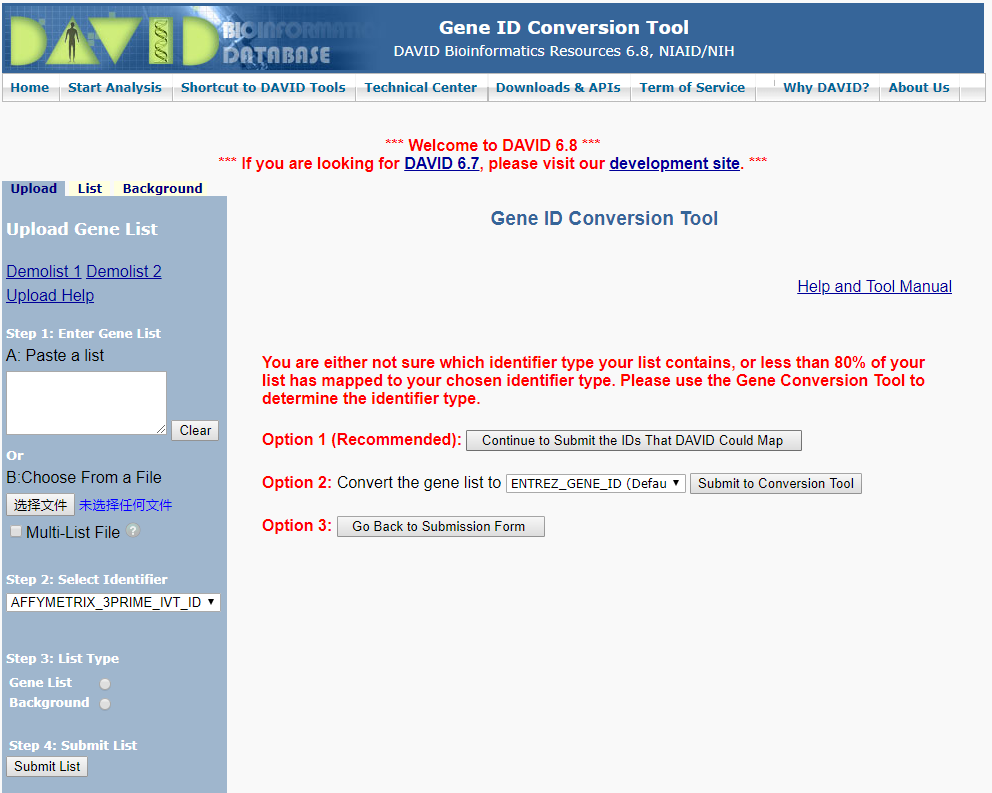 DAVID BIOINFORMATICS
DATABASE
Gene ID Conversion Tool
DAVID Bioinformatics Resources 6.8, NIAID/NIH
Home Start Analysis Shortcut to DAVID Tools Technical Center Downloads & APIs Term of Service Why DAVID? About Us
*** Welcome to DAVID 6.8 ***
*** If you are looking for DAVID 6.7, please visit our development site. ***
Upload List Background
Upload Gene List
Demolist 1 Demolist 2
Upload Help
Step 1: Enter Gene List
A: Paste a list
Clear
Or
B:Choose From a File
选择文件 未选择任何文件
Multi-List File ?
Step 2: Select Identifier
AFFYMETRIX_3PRIME_IVT_ID
Step 3: List Type
Gene List
Background
Step 4: Submit List
Submit List
Gene ID Conversion Tool
Help and Tool Manual
You are either not sure which identifier type your list contains, or less than 80% of your
list has mapped to your chosen identifier type. Please use the Gene Conversion Tool to
determine the identifier type.
Option 1 (Recommended): Continue to Submit the IDs That DAVID Could Map
Option 2: Convert the gene list to ENTREZ_GENE_ID (Defau Submit to Conversion Tool
Option 3: Go Back to Submission Form